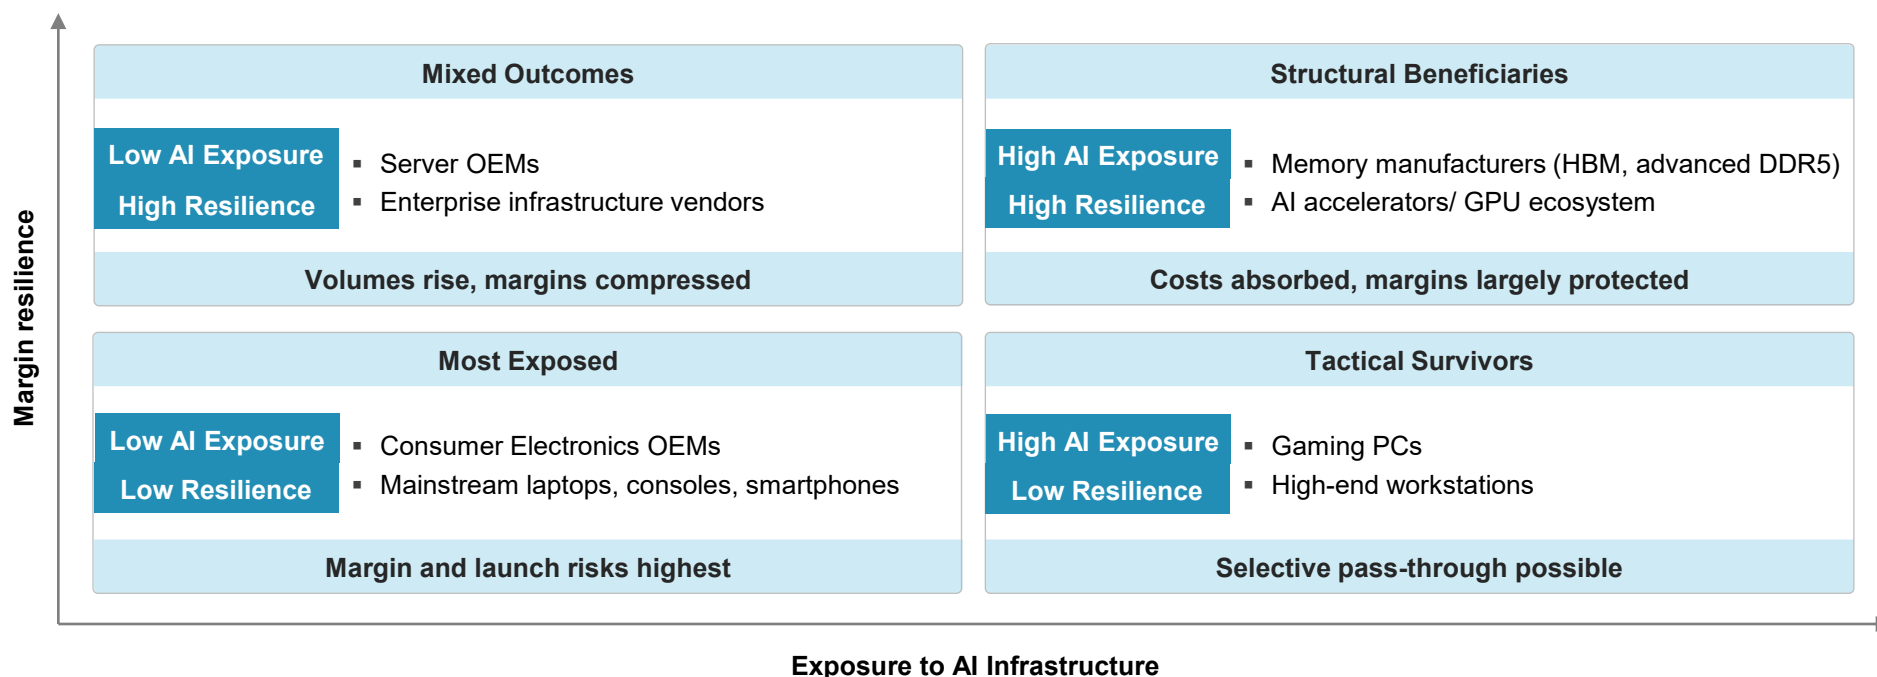 Margin resilience
Mixed Outcomes
Low AI Exposure
High Resilience
▪ Server OEMs
▪ Enterprise infrastructure vendors
Volumes rise, margins compressed
Structural Beneficiaries
High AI Exposure
High Resilience
▪ Memory manufacturers (HBM, advanced DDR5)
▪ AI accelerators/ GPU ecosystem
Costs absorbed, margins largely protected
Most Exposed
Low AI Exposure
Low Resilience
▪ Consumer Electronics OEMs
▪ Mainstream laptops, consoles, smartphones
Margin and launch risks highest
Tactical Survivors
High AI Exposure
Low Resilience
▪ Gaming PCs
▪ High-end workstations
Selective pass-through possible
Exposure to AI Infrastructure